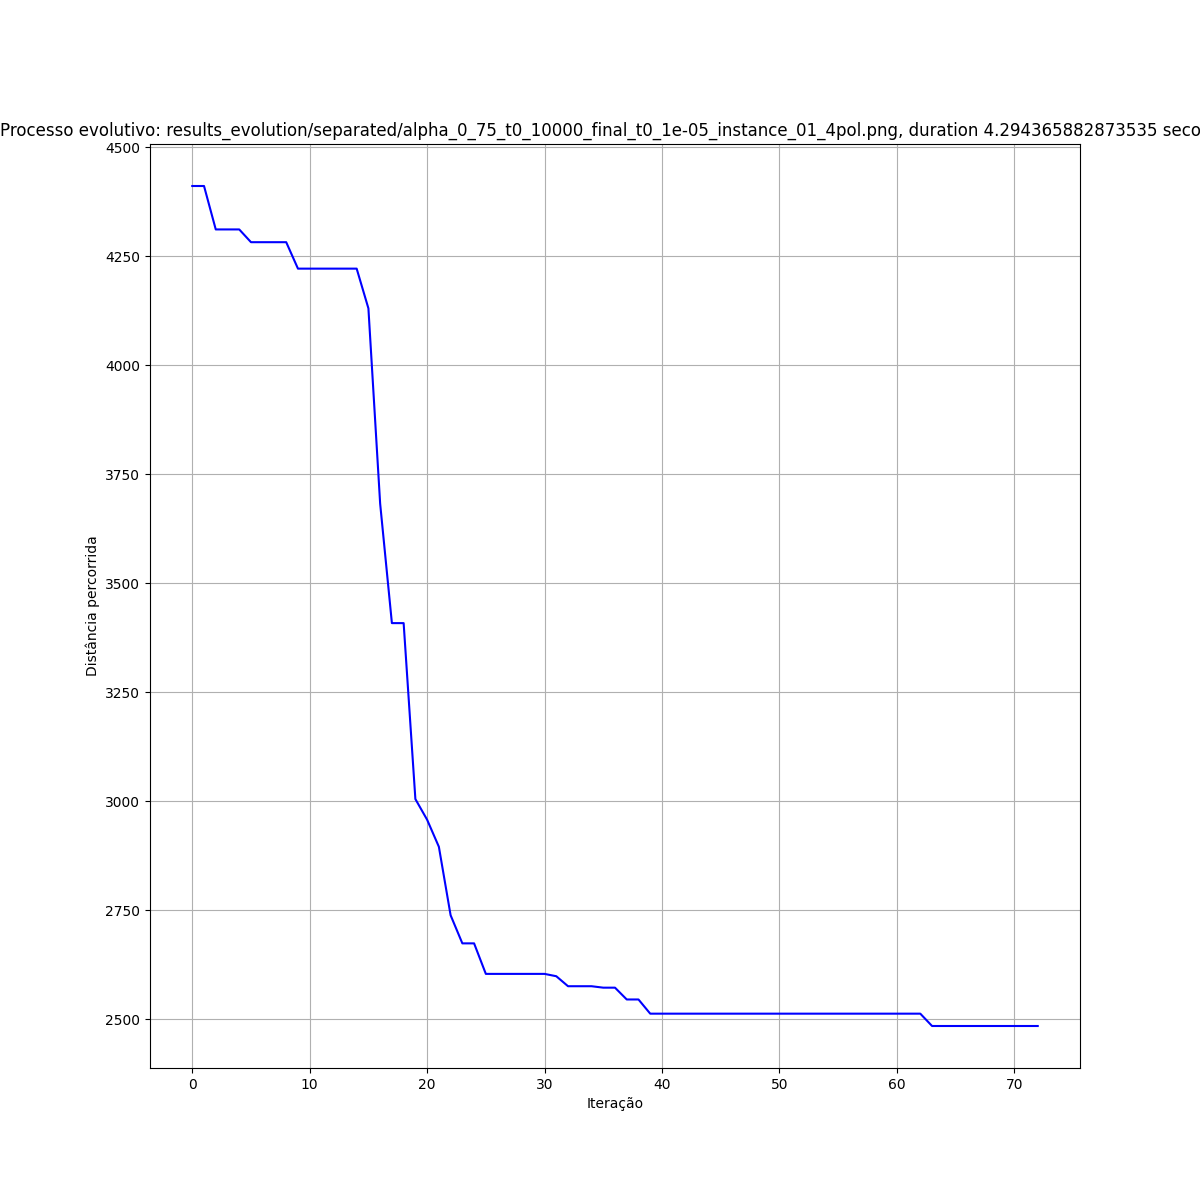 Processo evolutivo: results_evolution/separated/alpha_0_75_t0_10000_final_t0_1e-05_instance_01_4pol.png, duration 4.294365882873535 seco
4500
4250
4000
3750
3500
3250
3000
2750
2500
Distância percorrida
0 10 20 30 40 50 60 70
Iteração